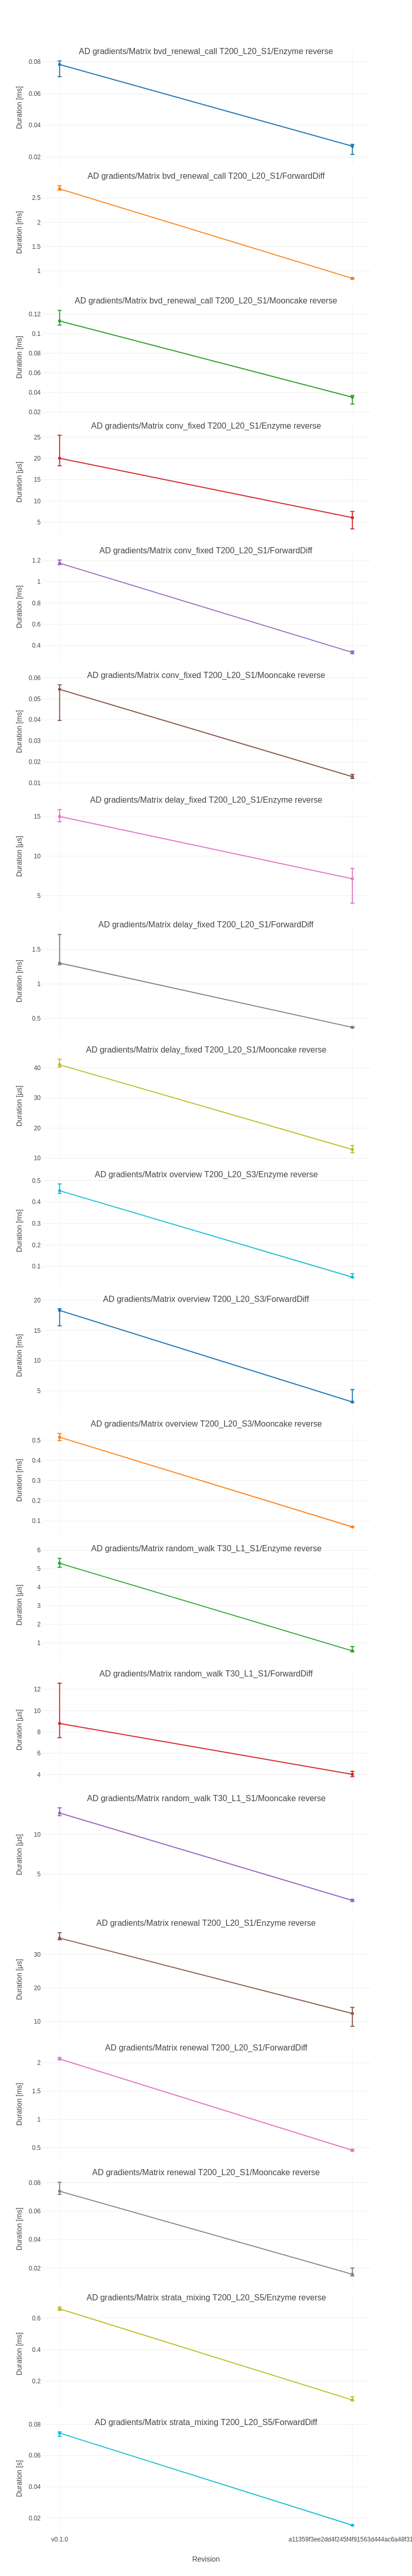 AD gradients/Matrix bvd_renewal_call T200_L20_S1/Enzyme reverse
0.08
0.06
0.04
0.02
Duration [ms]
AD gradients/Matrix bvd_renewal_call T200_L20_S1/ForwardDiff
2.5
2
1.5
1
Duration [ms]
AD gradients/Matrix bvd_renewal_call T200_L20_S1/Mooncake reverse
0.12
0.1
0.08
0.06
0.04
0.02
Duration [ms]
AD gradients/Matrix conv_fixed T200_L20_S1/Enzyme reverse
25
20
15
10
5
Duration [µs]
AD gradients/Matrix conv_fixed T200_L20_S1/ForwardDiff
1.2
1
0.8
0.6
0.4
Duration [ms]
AD gradients/Matrix conv_fixed T200_L20_S1/Mooncake reverse
0.06
0.05
0.04
0.03
0.02
0.01
Duration [ms]
AD gradients/Matrix delay_fixed T200_L20_S1/Enzyme reverse
15
10
5
Duration [µs]
AD gradients/Matrix delay_fixed T200_L20_S1/ForwardDiff
1.5
1
0.5
Duration [ms]
AD gradients/Matrix delay_fixed T200_L20_S1/Mooncake reverse
40
30
20
10
Duration [µs]
AD gradients/Matrix overview T200_L20_S3/Enzyme reverse
0.5
0.4
0.3
0.2
0.1
Duration [ms]
AD gradients/Matrix overview T200_L20_S3/ForwardDiff
20
15
10
5
Duration [ms]
AD gradients/Matrix overview T200_L20_S3/Mooncake reverse
0.5
0.4
0.3
0.2
0.1
Duration [ms]
AD gradients/Matrix random_walk T30_L1_S1/Enzyme reverse
6
5
4
3
2
1
Duration [µs]
AD gradients/Matrix random_walk T30_L1_S1/ForwardDiff
12
10
8
6
4
Duration [µs]
AD gradients/Matrix random_walk T30_L1_S1/Mooncake reverse
10
5
Duration [µs]
AD gradients/Matrix renewal T200_L20_S1/Enzyme reverse
30
20
10
Duration [µs]
AD gradients/Matrix renewal T200_L20_S1/ForwardDiff
2
1.5
1
0.5
Duration [ms]
AD gradients/Matrix renewal T200_L20_S1/Mooncake reverse
0.08
0.06
0.04
0.02
Duration [ms]
AD gradients/Matrix strata_mixing T200_L20_S5/Enzyme reverse
0.6
0.4
0.2
Duration [ms]
AD gradients/Matrix strata_mixing T200_L20_S5/ForwardDiff
0.08
0.06
0.04
0.02
Duration [s]
v0.1.0
a11359f3ee2dd4f245f4f91563d444ac6a48f31
Revision